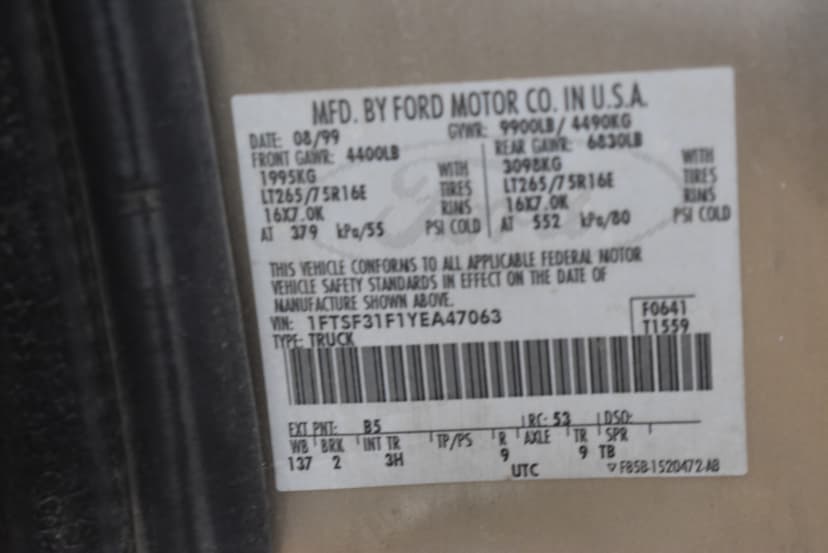 MFD. BY FORD MOTOR CO. IN U.S.A.
DATE: 08/99 GVWR: 9900LB / 4490KG
FRONT GAWR: 4400LB REAR GAWR: 6830LB
1995KG WITH 3098KG WITH
LT265/75R16E TIRES LT265/75R16E TIRES
16X7.0K RIMS 16X7.0K RIMS
AT 379 kPa/55 PSI COLD AT 552 kPa/80 PSI COLD
Ford
THIS VEHICLE CONFORMS TO ALL APPLICABLE FEDERAL MOTOR
VEHICLE SAFETY STANDARDS IN EFFECT ON THE DATE OF
MANUFACTURE SHOWN ABOVE.
VIN: 1FTSF31F1YEA47063 F0641
TYPE: TRUCK T1559
EXT PNT: B5 RC: 53 DSO:
WB BRK INT TR TP/PS R AXLE TR SPR
137 2 3H 9 9 TB
UTC F85B-1520472-AB